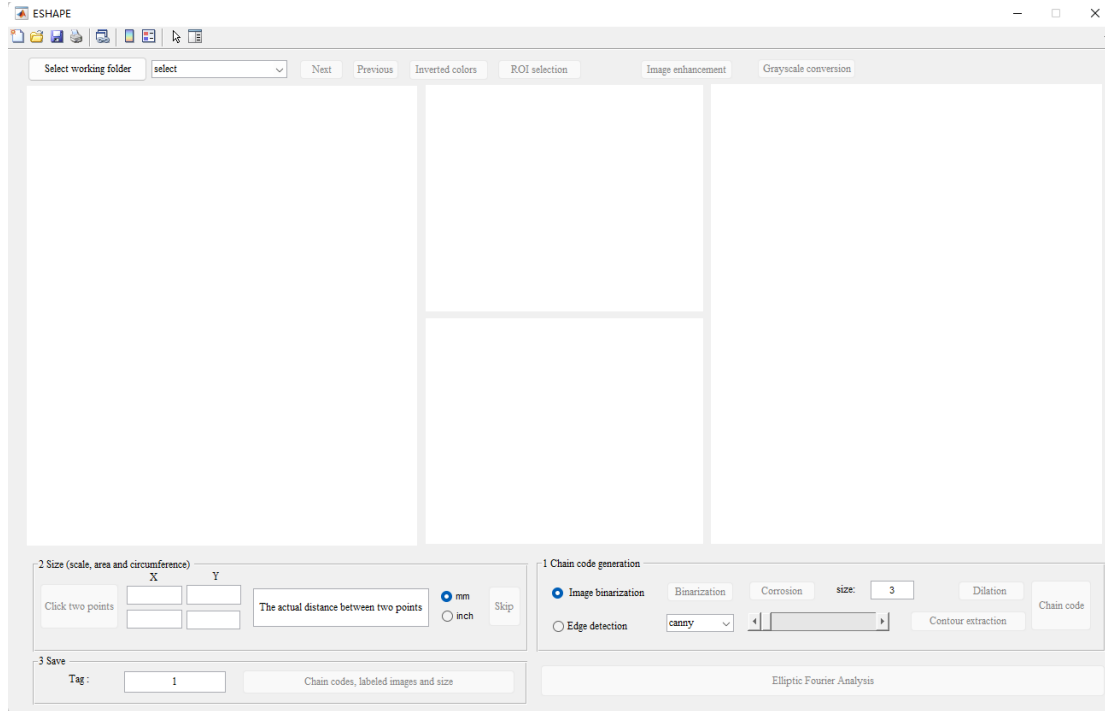 ESHAPE
Select working folder
select
Next
Previous
Inverted colors
ROI selection
Image enhancement
Grayscale conversion
2 Size (scale, area and circumference)
X
Y
Click two points
The actual distance between two points
mm
inch
Skip
1 Chain code generation
Image binarization
Binarization
Corrosion
size:
3
Dilation
Chain code
Edge detection
canny
Contour extraction
3 Save
Tag :
1
Chain codes, labeled images and size
Elliptic Fourier Analysis